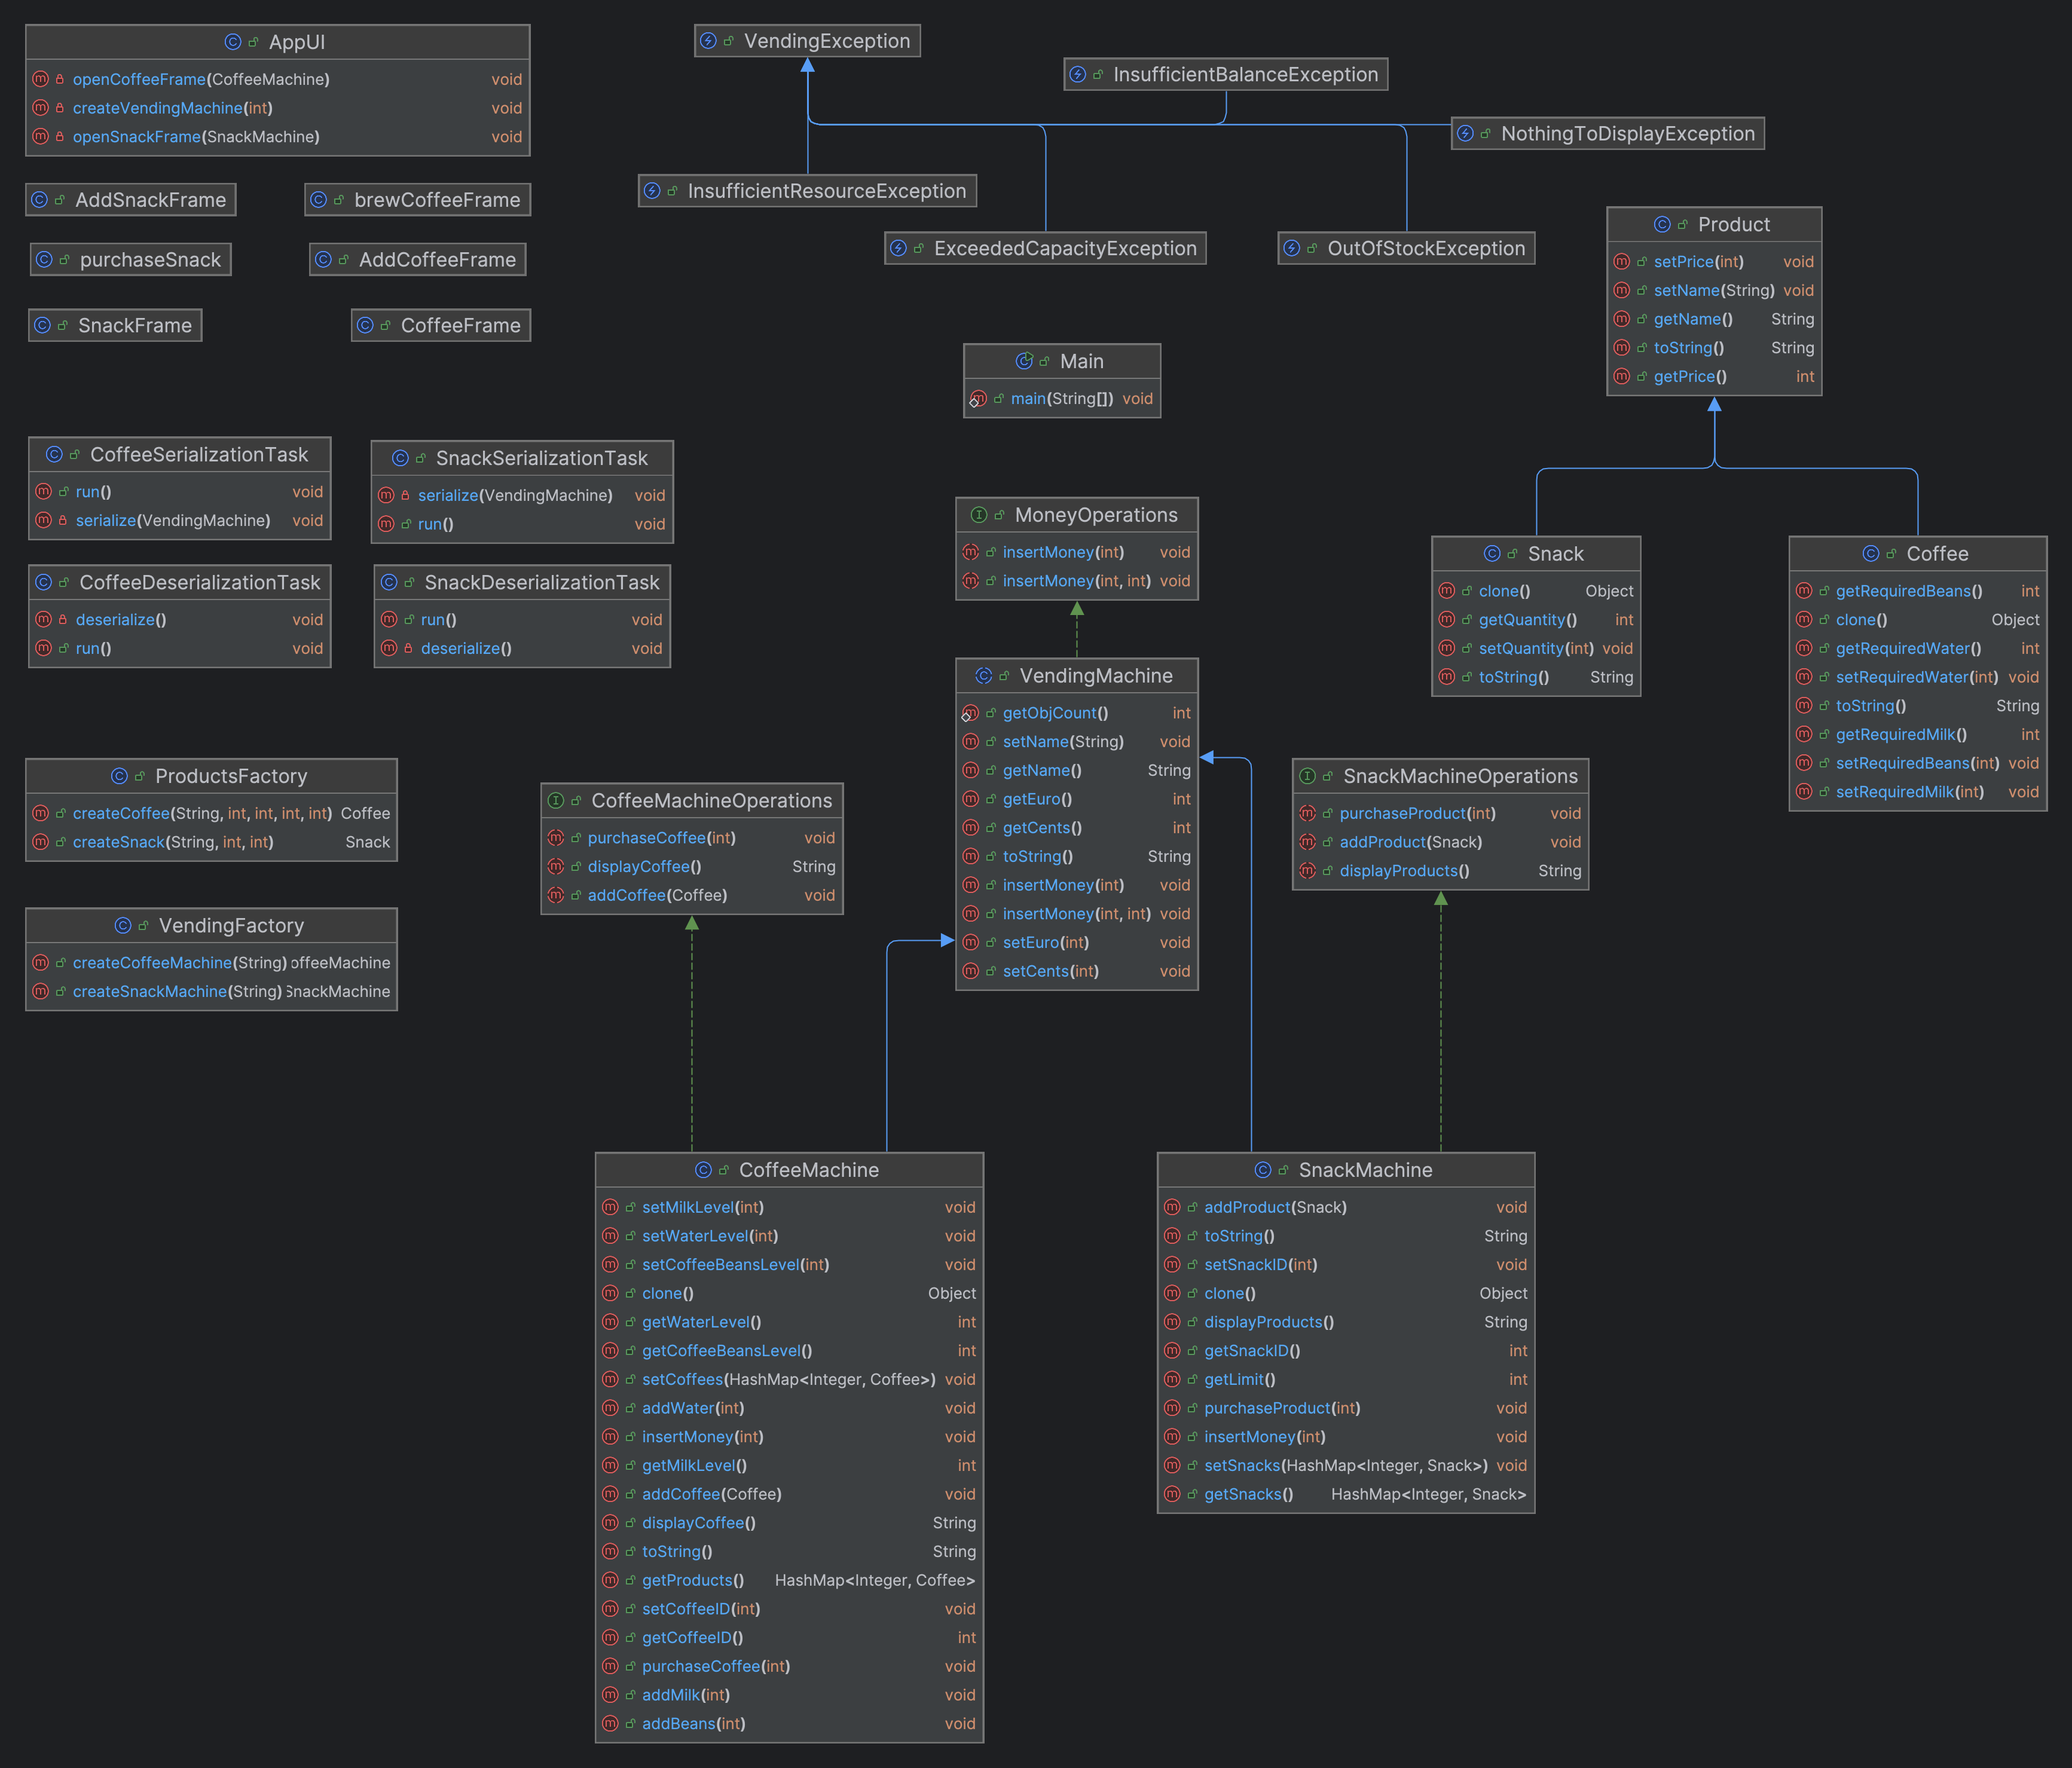 AppUI
openCoffeeFrame(CoffeeMachine) void
createVendingMachine(int) void
openSnackFrame(SnackMachine) void
AddSnackFrame
brewCoffeeFrame
purchaseSnack
AddCoffeeFrame
SnackFrame
CoffeeFrame
VendingException
InsufficientBalanceException
NothingToDisplayException
InsufficientResourceException
ExceededCapacityException
OutOfStockException
Product
setPrice(int) void
setName(String) void
getName() String
toString() String
getPrice() int
Main
main(String[]) void
CoffeeSerializationTask
run() void
serialize(VendingMachine) void
SnackSerializationTask
serialize(VendingMachine) void
run() void
CoffeeDeserializationTask
deserialize() void
run() void
SnackDeserializationTask
run() void
deserialize() void
MoneyOperations
insertMoney(int) void
insertMoney(int, int) void
Snack
clone() Object
getQuantity() int
setQuantity(int) void
toString() String
Coffee
getRequiredBeans() int
clone() Object
getRequiredWater() int
setRequiredWater(int) void
toString() String
getRequiredMilk() int
setRequiredBeans(int) void
setRequiredMilk(int) void
VendingMachine
getObjCount() int
setName(String) void
getName() String
getEuro() int
getCents() int
toString() String
insertMoney(int) void
insertMoney(int, int) void
setEuro(int) void
setCents(int) void
ProductsFactory
createCoffee(String, int, int, int, int) Coffee
createSnack(String, int, int) Snack
CoffeeMachineOperations
purchaseCoffee(int) void
displayCoffee() String
addCoffee(Coffee) void
SnackMachineOperations
purchaseProduct(int) void
addProduct(Snack) void
displayProducts() String
VendingFactory
createCoffeeMachine(String) offeeMachine
createSnackMachine(String) SnackMachine
CoffeeMachine
setMilkLevel(int) void
setWaterLevel(int) void
setCoffeeBeansLevel(int) void
clone() Object
getWaterLevel() int
getCoffeeBeansLevel() int
setCoffees(HashMap<Integer, Coffee>) void
addWater(int) void
insertMoney(int) void
getMilkLevel() int
addCoffee(Coffee) void
displayCoffee() String
toString() String
getProducts() HashMap<Integer, Coffee>
setCoffeeID(int) void
getCoffeeID() int
purchaseCoffee(int) void
addMilk(int) void
addBeans(int) void
SnackMachine
addProduct(Snack) void
toString() String
setSnackID(int) void
clone() Object
displayProducts() String
getSnackID() int
getLimit() int
purchaseProduct(int) void
insertMoney(int) void
setSnacks(HashMap<Integer, Snack>) void
getSnacks() HashMap<Integer, Snack>